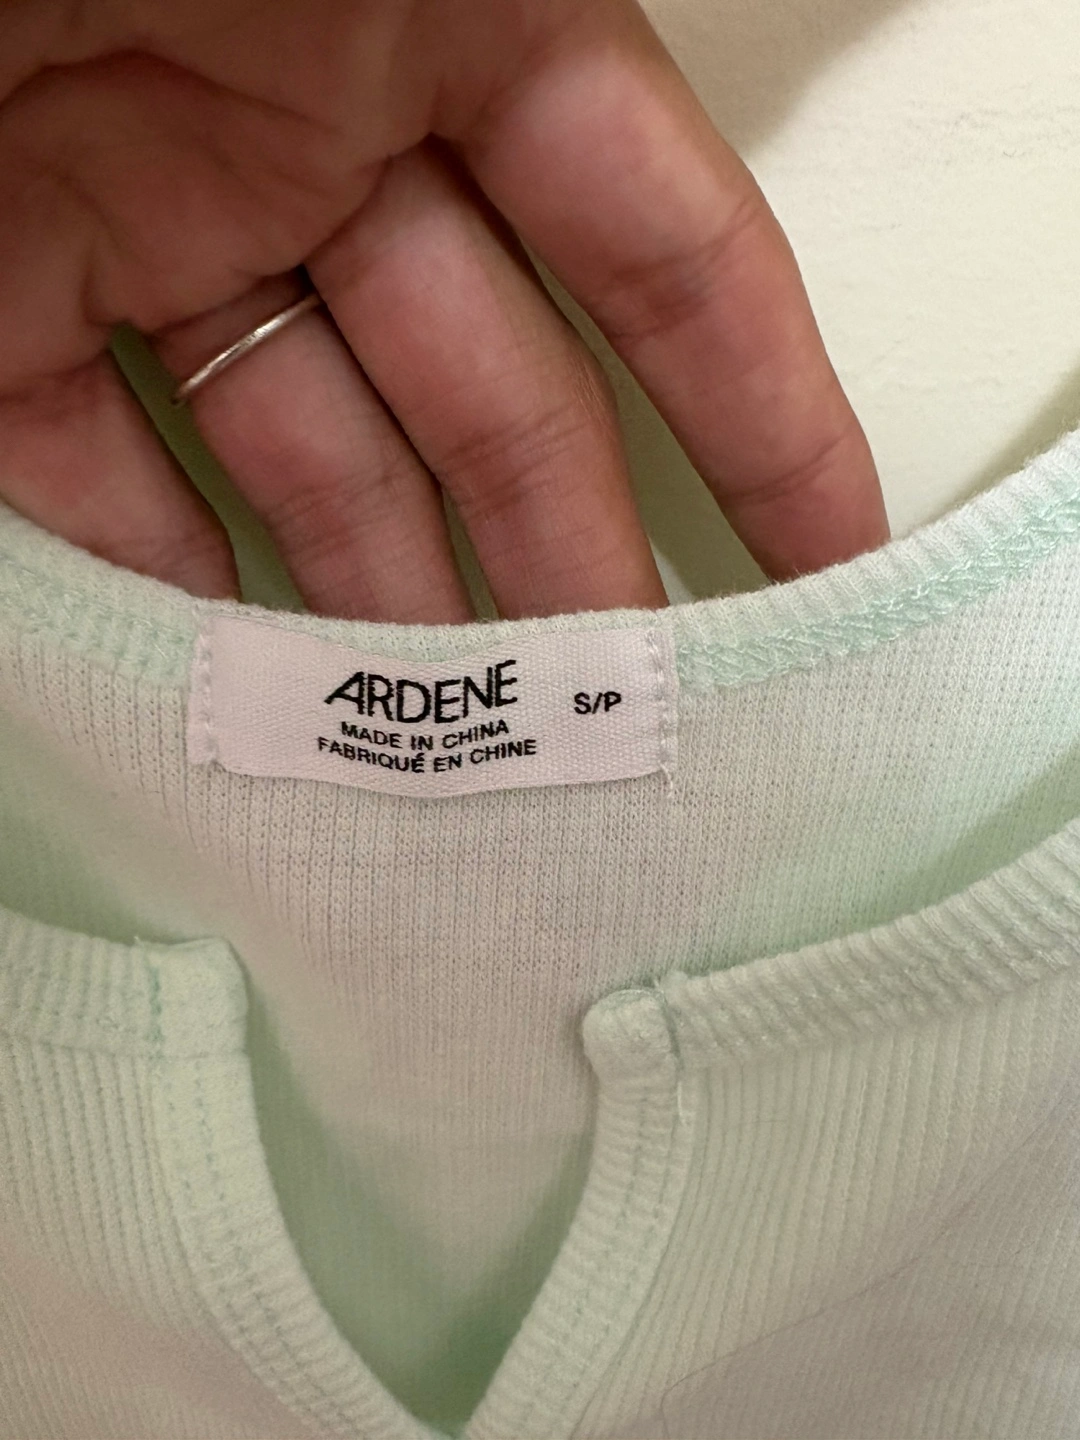 ARDENE
S/P
MADE IN CHINA
FABRIQUÉ EN CHINE